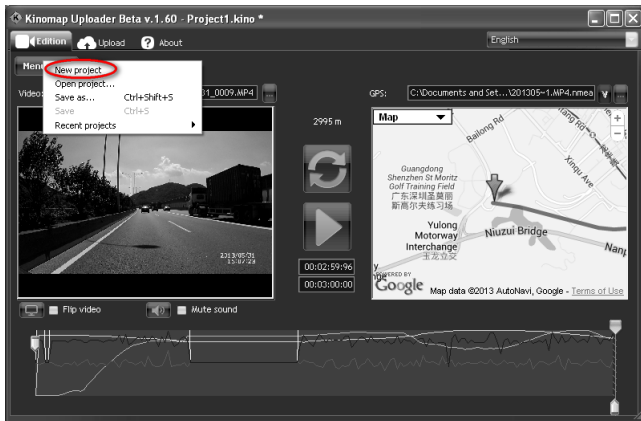 Kinomap Uploader Beta v.1.60 - Project1.kino *
Edition
Upload
? About
English
Menu
New project
Open project...
Save as... Ctrl+Shift+S
Save Ctrl+S
Recent projects
Video:
31_0009.MP4
GPS:
C:\Documents and Set...\201305~1.MP4.nmea
2995 m
Map
Bailong Rd
Xinqu Ave
Guangdong
Shenzhen St Moritz
Golf Training Field
广东深圳圣莫丽
斯高尔夫练习场
Yulong
Motorway
Interchange
玉龙立交
Niuzui Bridge
Nanp
2013/05/31
15:07:23
00:02:59:96
00:03:00:00
POWERED BY
Google
Map data ©2013 AutoNavi, Google - Terms of Use
Flip video
Mute sound